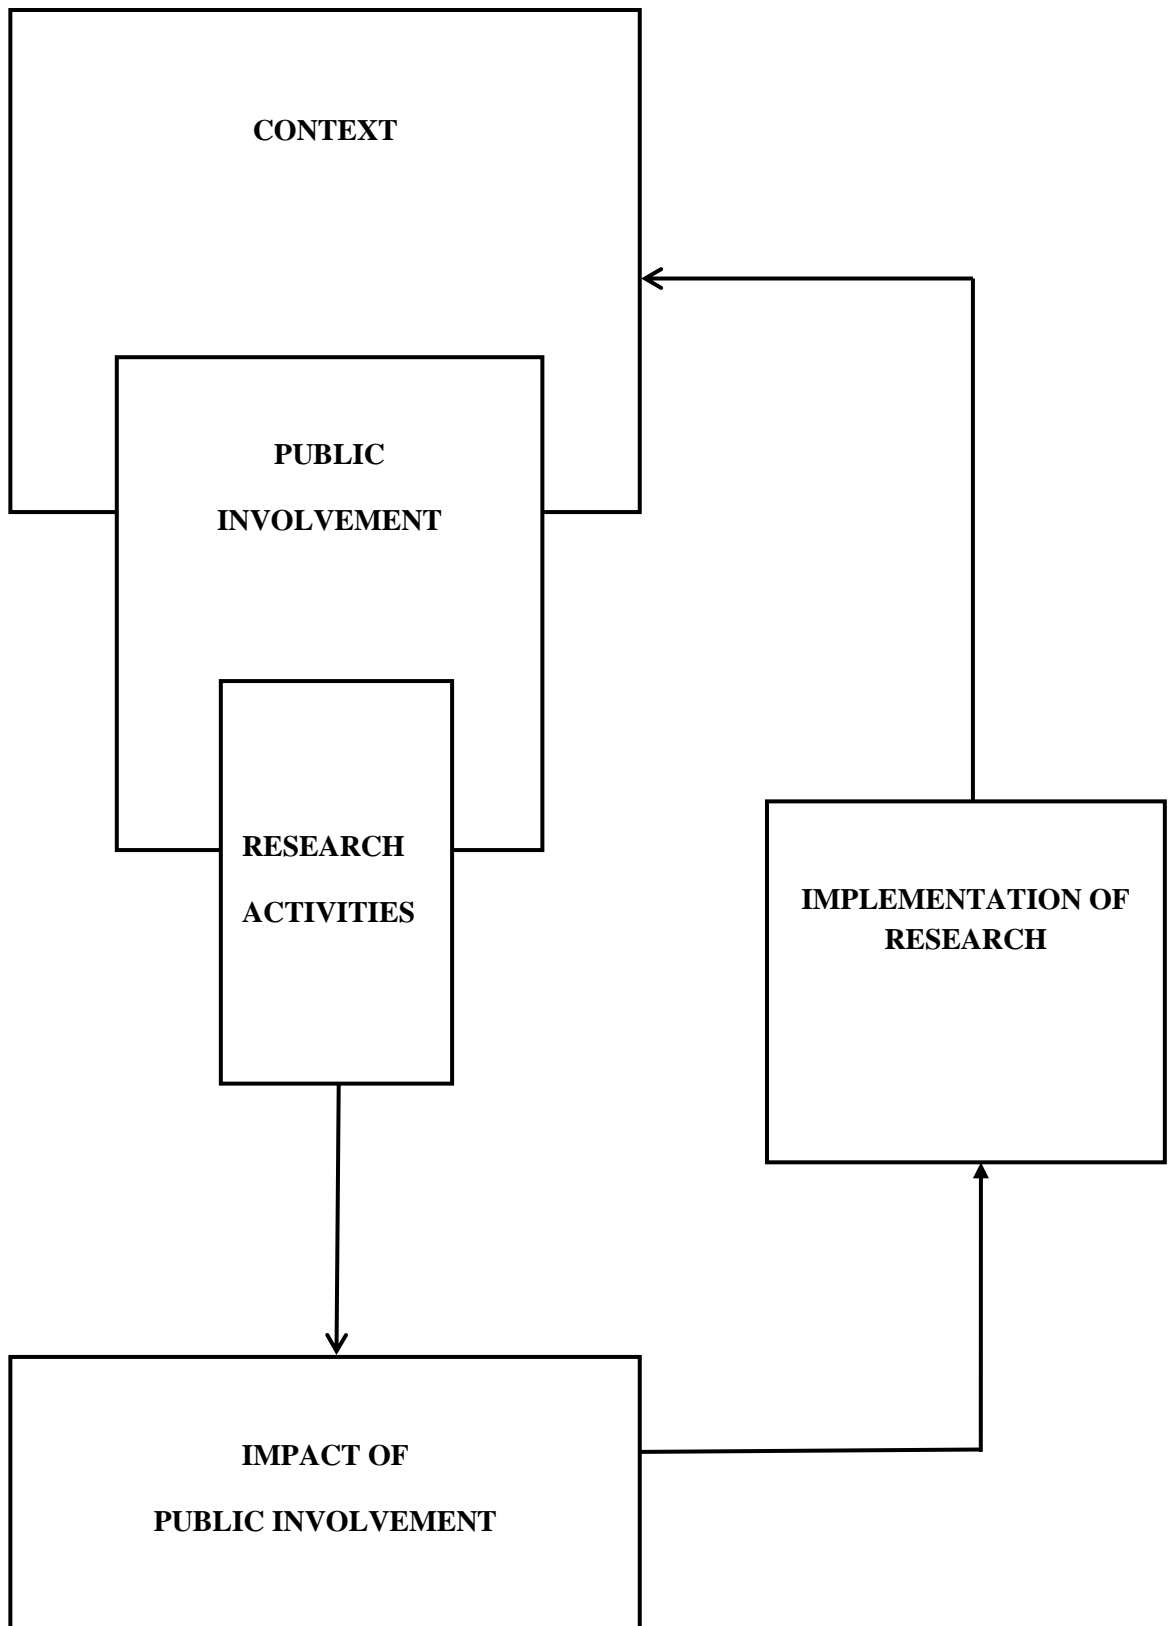 CONTEXT
PUBLIC
INVOLVEMENT
RESEARCH
ACTIVITIES
IMPLEMENTATION OF
RESEARCH
IMPACT OF
PUBLIC INVOLVEMENT